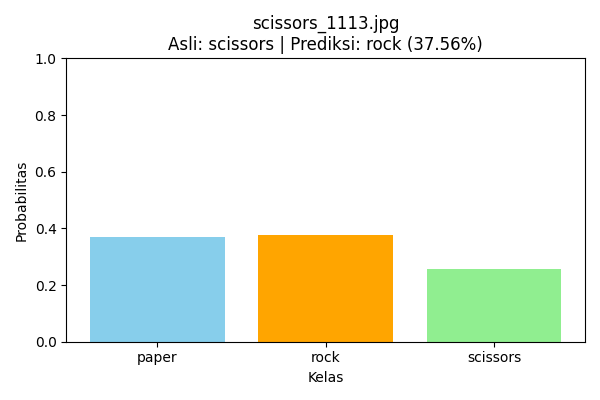 scissors_1113.jpg
Asli: scissors | Prediksi: rock (37.56%)
1.0
0.8
0.6
0.4
0.2
0.0
Probabilitas
paper rock scissors
Kelas